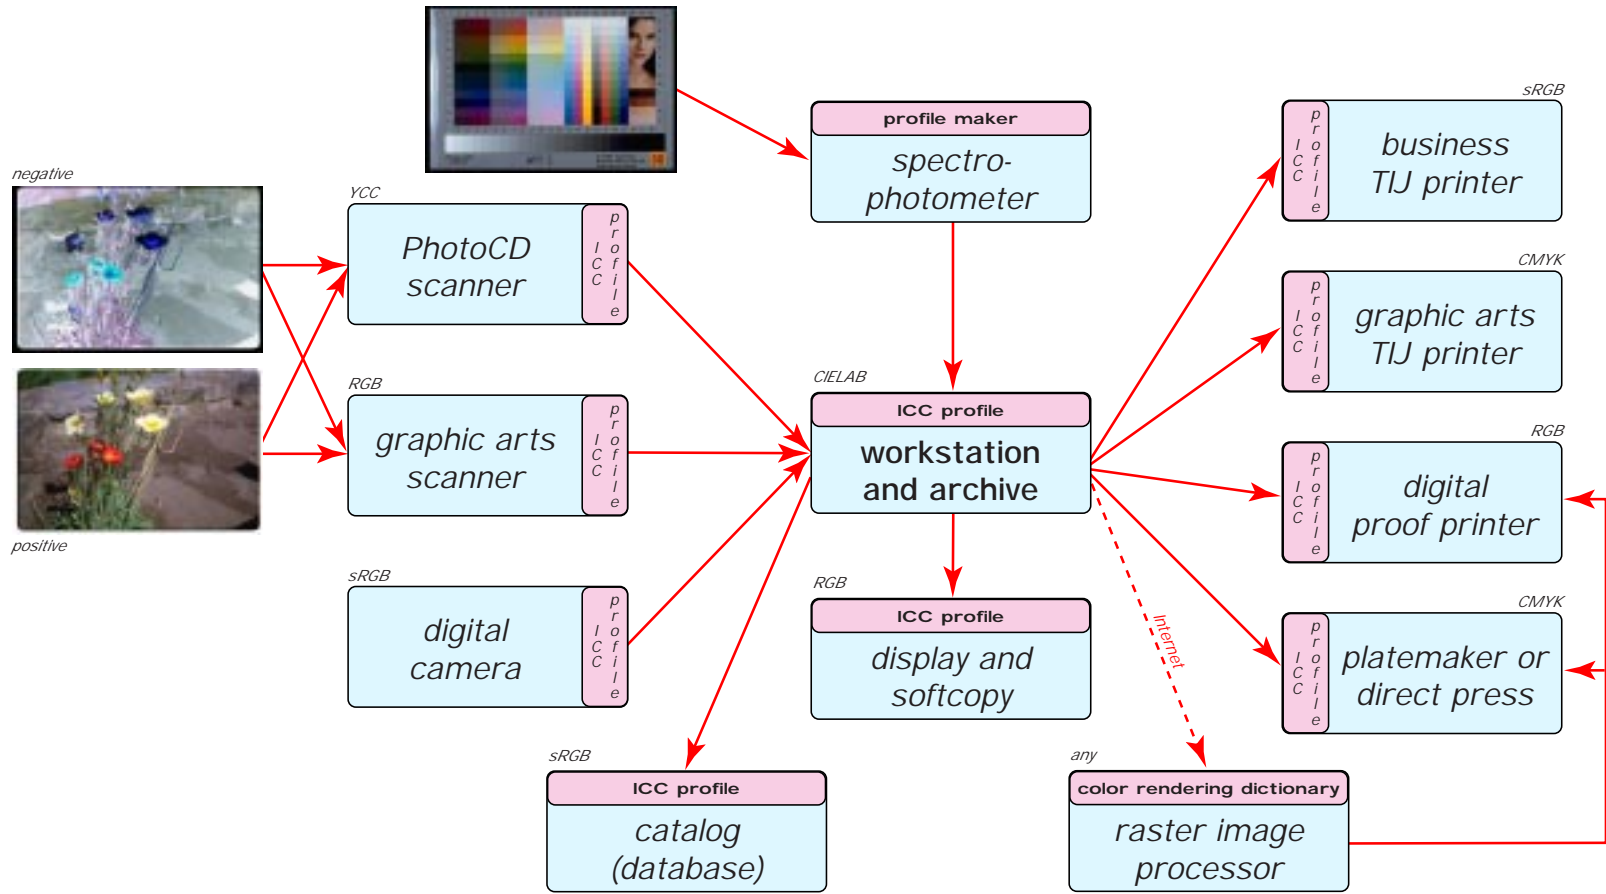 negative
positive
YCC
PhotoCD
scanner
ICC
profile
RGB
graphic arts
scanner
ICC
profile
sRGB
digital
camera
ICC
profile
profile maker
spectro-
photometer
CIELAB
ICC profile
workstation
and archive
RGB
ICC profile
display and
softcopy
sRGB
ICC profile
catalog
(database)
Internet
any
color rendering dictionary
raster image
processor
sRGB
ICC
profile
business
TIJ printer
CMYK
ICC
profile
graphic arts
TIJ printer
RGB
ICC
profile
digital
proof printer
CMYK
ICC
profile
platemaker or
direct press